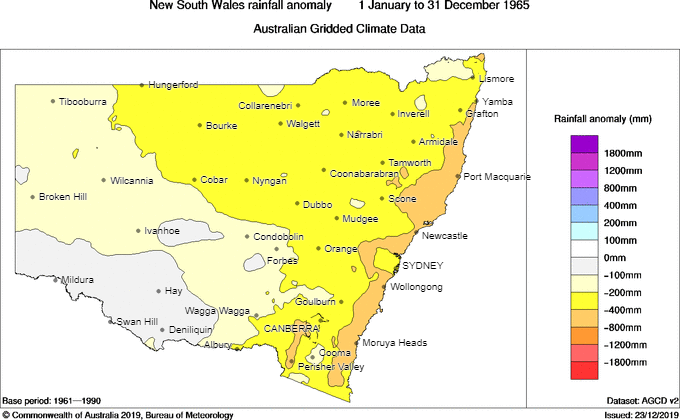 New South Wales rainfall anomaly 1 January to 31 December 1965
Australian Gridded Climate Data
Hungerford
Lismore
Tibooburra
Collarenebri
Moree
Yamba
Inverell
Grafton
Bourke
Walgett
Narrabri
Armidale
Tamworth
Coonabarabran
Port Macquarie
Wilcannia
Cobar
Nyngan
Broken Hill
Scone
Dubbo
Mudgee
Ivanhoe
Condobolin
Newcastle
Orange
Forbes
SYDNEY
Mildura
Hay
Wollongong
Goulburn
Wagga Wagga
Swan Hill
Deniliquin
CANBERRA
Albury
Moruya Heads
Cooma
Perisher Valley
Rainfall anomaly (mm)
1800mm
1200mm
800mm
400mm
200mm
100mm
0mm
−100mm
−200mm
−400mm
−800mm
−1200mm
−1800mm
Base period: 1961—1990
Dataset: AGCD v2
© Commonwealth of Australia 2019, Bureau of Meteorology
Issued: 23/12/2019